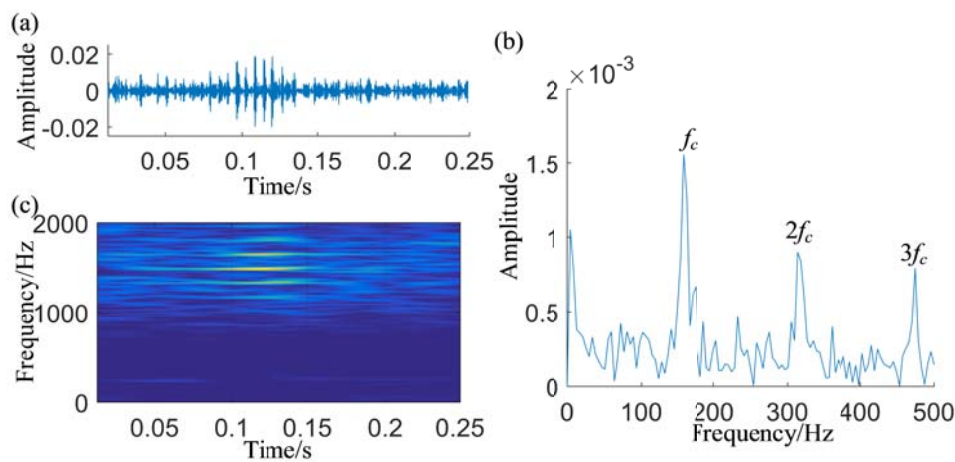 (a)
Amplitude
0.02
0
-0.02
0.05
0.1
0.15
0.2
0.25
Time/s
(c)
Frequency/Hz
2000
1000
0
0.05
0.1
0.15
0.2
0.25
Time/s
(b)
×10⁻³
Amplitude
2
1.5
1
0.5
0
f_c
2f_c
3f_c
0
100
200
300
400
500
Frequency/Hz